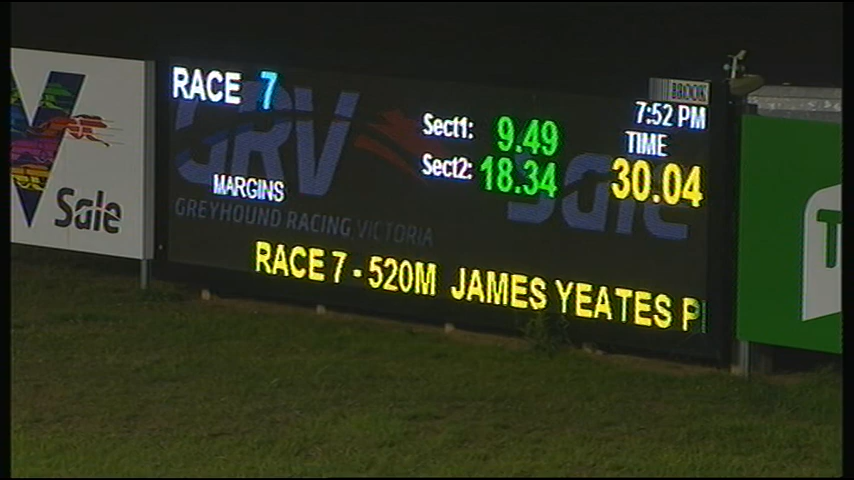 BROOK
RACE 7
7:52 PM
Sect1: 9.49
TIME
Sect2: 18.34
30.04
GRV
Sale
MARGINS
GREYHOUND RACING VICTORIA
RACE 7 - 520M JAMES YEATES P
V
Sale
T